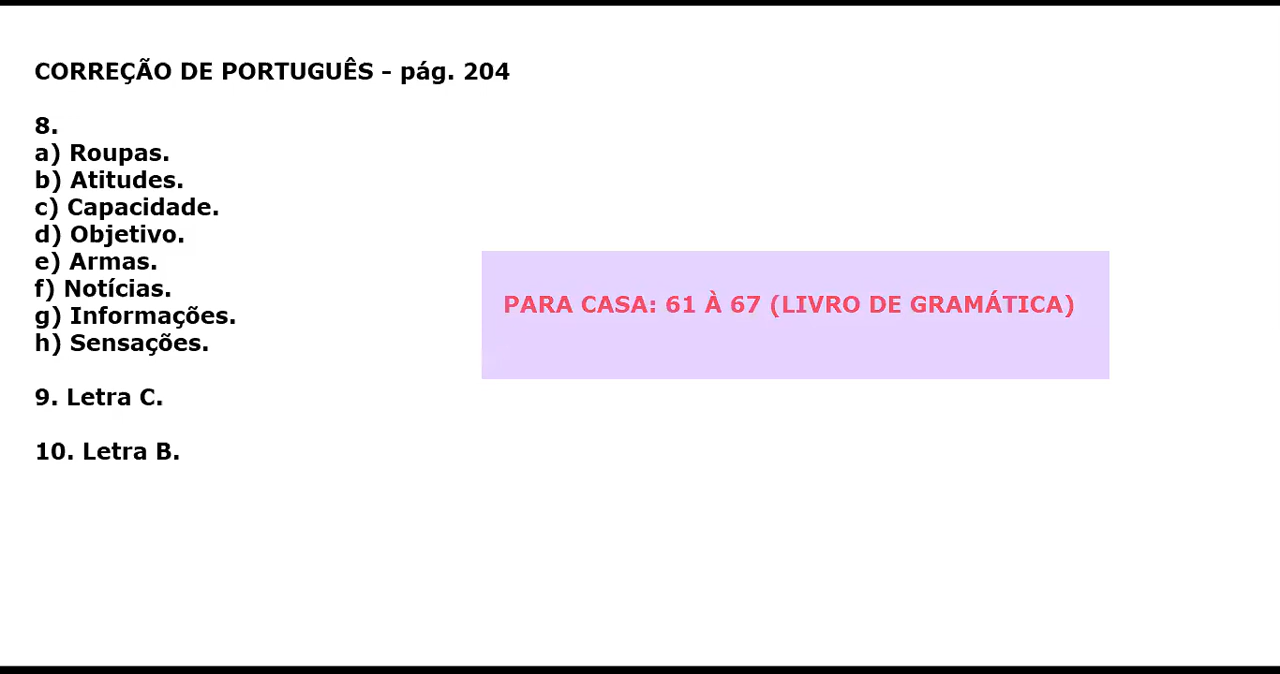 CORREÇÃO DE PORTUGUÊS - pág. 204
8.
a) Roupas.
b) Atitudes.
c) Capacidade.
d) Objetivo.
e) Armas.
f) Notícias.
g) Informações.
h) Sensações.
9. Letra C.
10. Letra B.
PARA CASA: 61 À 67 (LIVRO DE GRAMÁTICA)